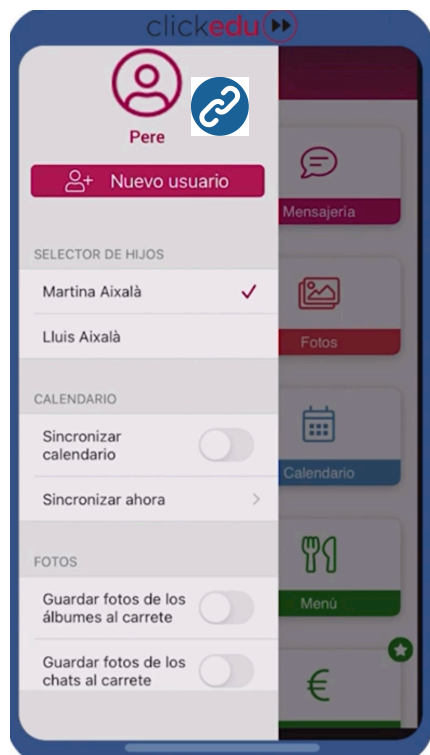 clickedu
Pere
Nuevo usuario
Mensajeria
SELECTOR DE HIJOS
Martina Aixalà
Lluis Aixalà
Fotos
CALENDARIO
Sincronizar
calendario
Calendario
Sincronizar ahora
FOTOS
Guardar fotos de los
álbumes al carrete
Menú
Guardar fotos de los
chats al carrete
€